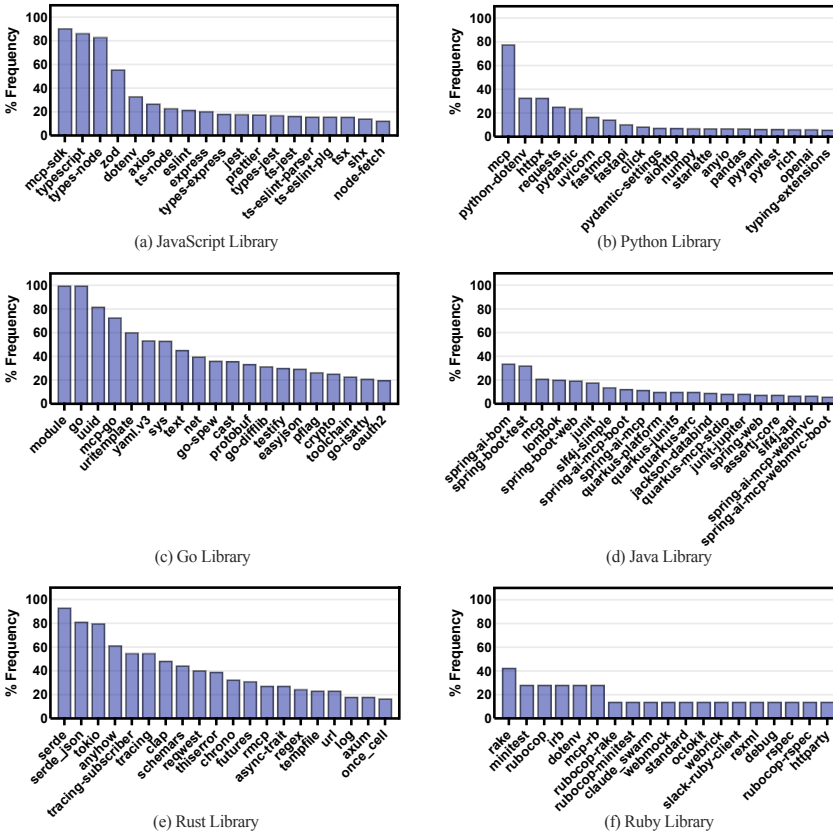 % Frequency
100
80
60
40
20
0
mcp-sdk
typescript
types-node
zod
dotenv
axios
ts-node
eslint
express
types-express
jest
prettier
types-jest
ts-jest
ts-eslint-parser
ts-eslint-plg
tsx
shx
node-fetch
(a) JavaScript Library
% Frequency
100
80
60
40
20
0
mcp
python-dotenv
httpx
requests
pydantic
uvicorn
fastmcp
fastapi
click
pydantic-settings
aiohttp
numpy
starlette
anyio
pandas
pyyaml
pytest
rich
openai
typing-extensions
(b) Python Library
% Frequency
100
80
60
40
20
0
module
go
uuid
mcp-go
uritemplate
yaml.v3
sys
text
net
go-spew
cast
protobuf
go-difflib
testify
easyjson
pflag
crypto
toolchain
go-isatty
oauth2
(c) Go Library
% Frequency
100
80
60
40
20
0
spring-ai-bom
spring-boot-test
mcp
lombok
spring-boot-web
junit
slf4j-simple
spring-ai-mcp-boot
spring-ai-mcp
quarkus-platform
quarkus-junit5
quarkus-arc
jackson-databind
quarkus-mcp-stdio
junit-jupiter
spring-web
assertj-core
slf4j-api
spring-ai-mcp-webmvc
spring-ai-mcp-webmvc-boot
(d) Java Library
% Frequency
100
80
60
40
20
0
serde
serde_json
tokio
anyhow
tracing-subscriber
tracing
clap
schemars
reqwest
thiserror
chrono
futures
rmcp
async-trait
regex
tempfile
url
log
axum
once_cell
(e) Rust Library
% Frequency
100
80
60
40
20
0
rake
minitest
rubocop
irb
dotenv
mcp-rb
rubocop-rake
rubocop-minitest
claude_swarm
webmock
standard
octokit
webrick
slack-ruby-client
rexml
debug
rspec
rubocop-rspec
httparty
(f) Ruby Library